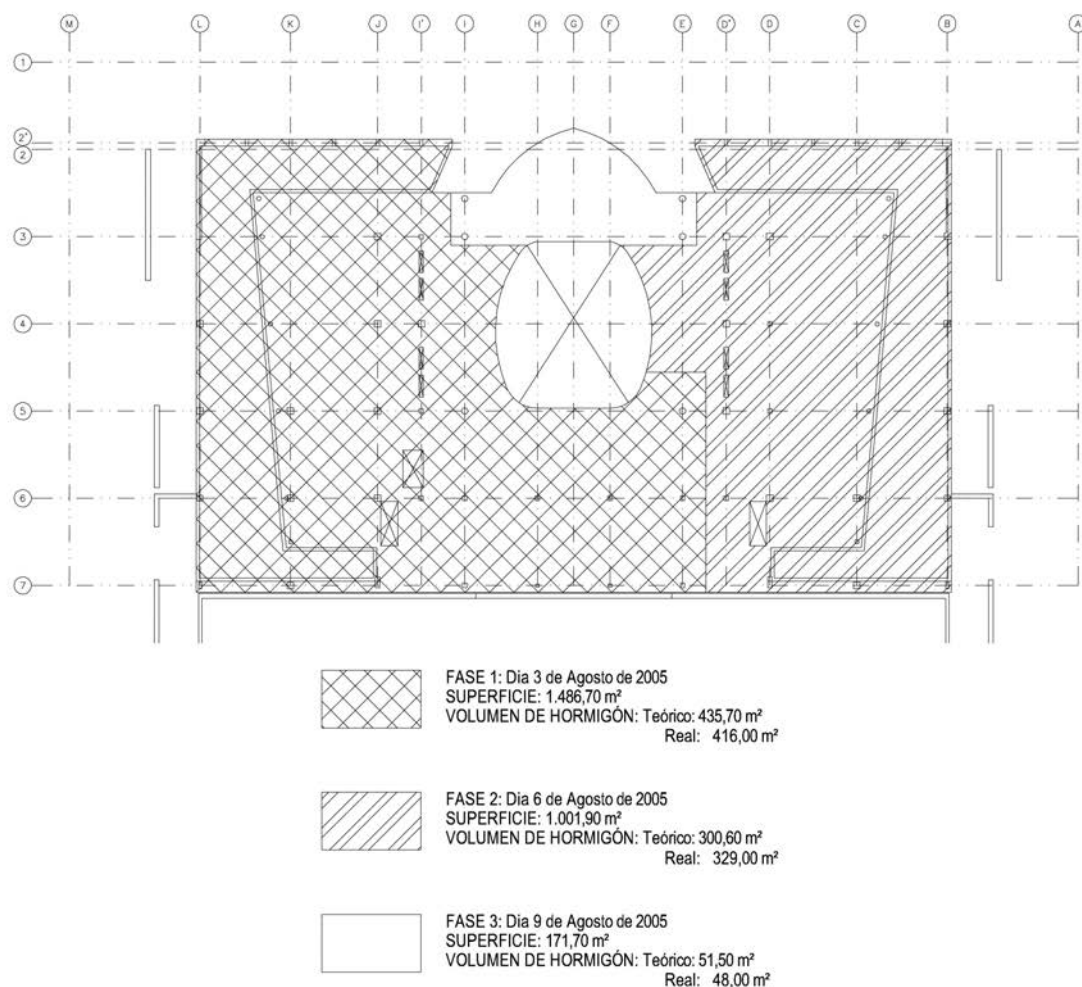 M L K J I' I H G F E D' D C B A
1
2'
2
3
4
5
6
7
FASE 1: Dia 3 de Agosto de 2005
SUPERFICIE: 1.486,70 m²
VOLUMEN DE HORMIGÓN: Teórico: 435,70 m²
Real: 416,00 m²
FASE 2: Dia 6 de Agosto de 2005
SUPERFICIE: 1.001,90 m²
VOLUMEN DE HORMIGÓN: Teórico: 300,60 m²
Real: 329,00 m²
FASE 3: Dia 9 de Agosto de 2005
SUPERFICIE: 171,70 m²
VOLUMEN DE HORMIGÓN: Teórico: 51,50 m²
Real: 48,00 m²